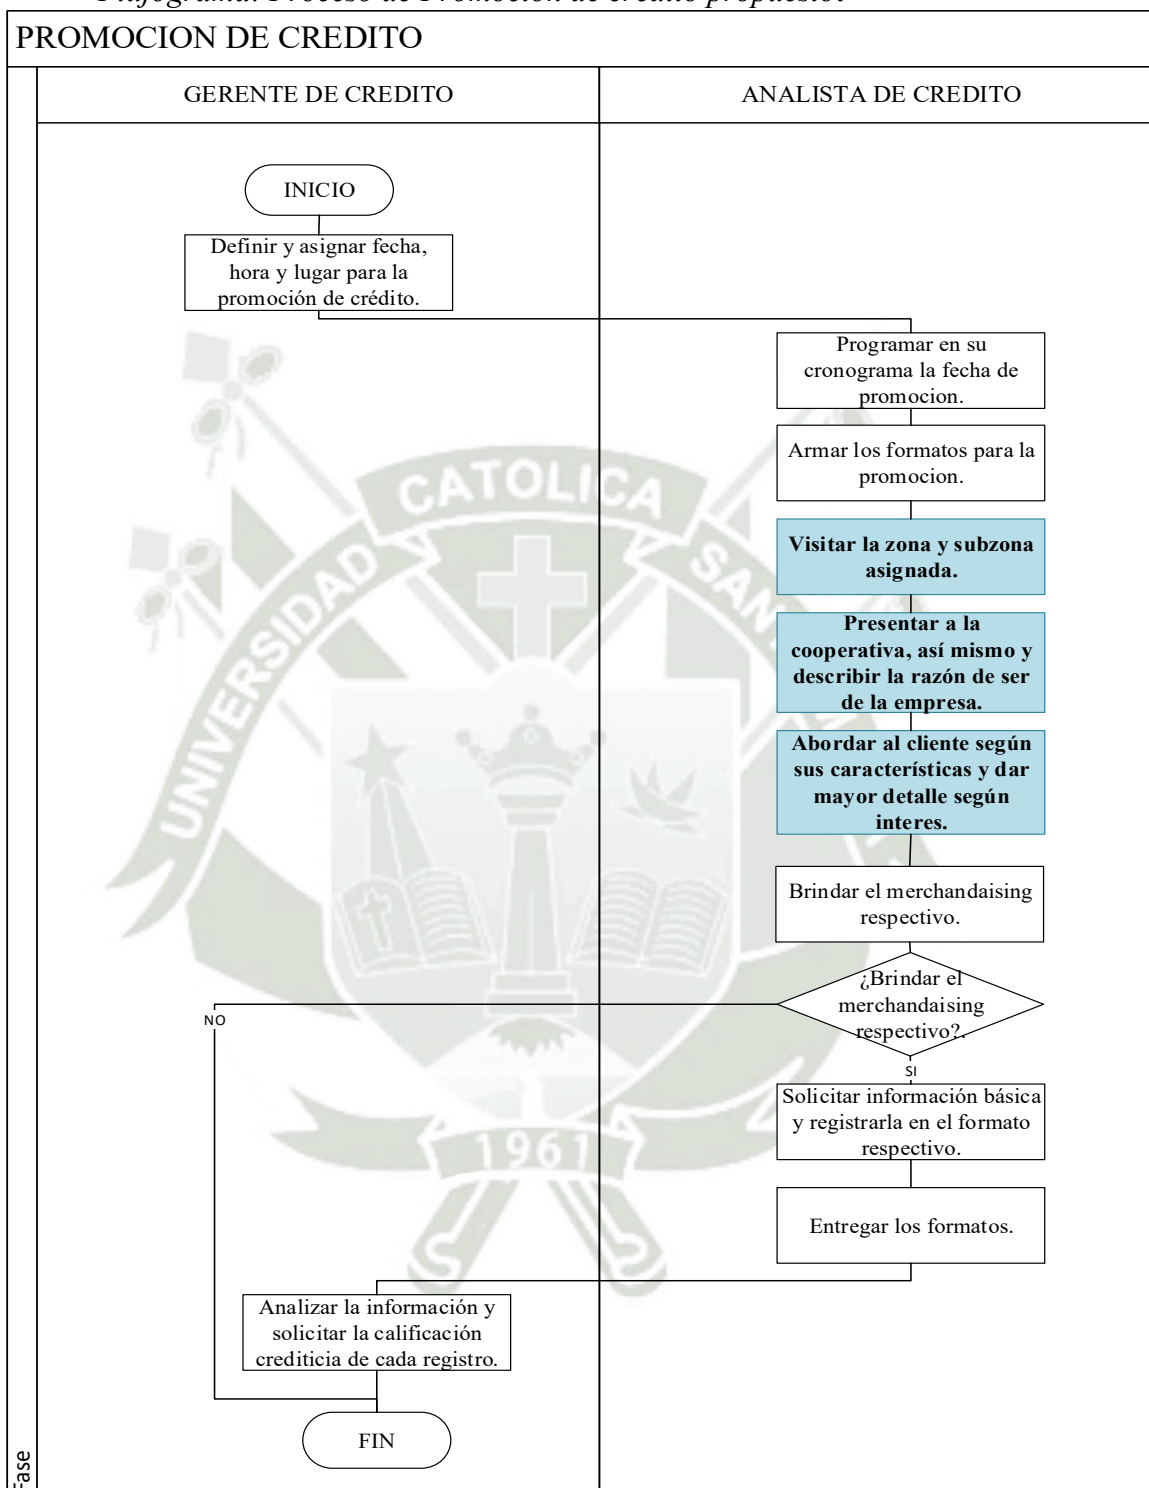 Flujograma: Proceso de Promoción de crédito propuesto.
PROMOCION DE CREDITO
GERENTE DE CREDITO
ANALISTA DE CREDITO
INICIO
Definir y asignar fecha,
hora y lugar para la
promoción de crédito.
Programar en su
cronograma la fecha de
promocion.
Armar los formatos para la
promocion.
Visitar la zona y subzona
asignada.
Presentar a la
cooperativa, así mismo y
describir la razón de ser
de la empresa.
Abordar al cliente según
sus características y dar
mayor detalle según
interes.
Brindar el merchandaising
respectivo.
¿Brindar el
merchandaising
respectivo?.
NO
SI
Solicitar información básica
y registrarla en el formato
respectivo.
Entregar los formatos.
Analizar la información y
solicitar la calificación
crediticia de cada registro.
FIN
Fase
UNIVERSIDAD
CATOLICA
SAN
1961